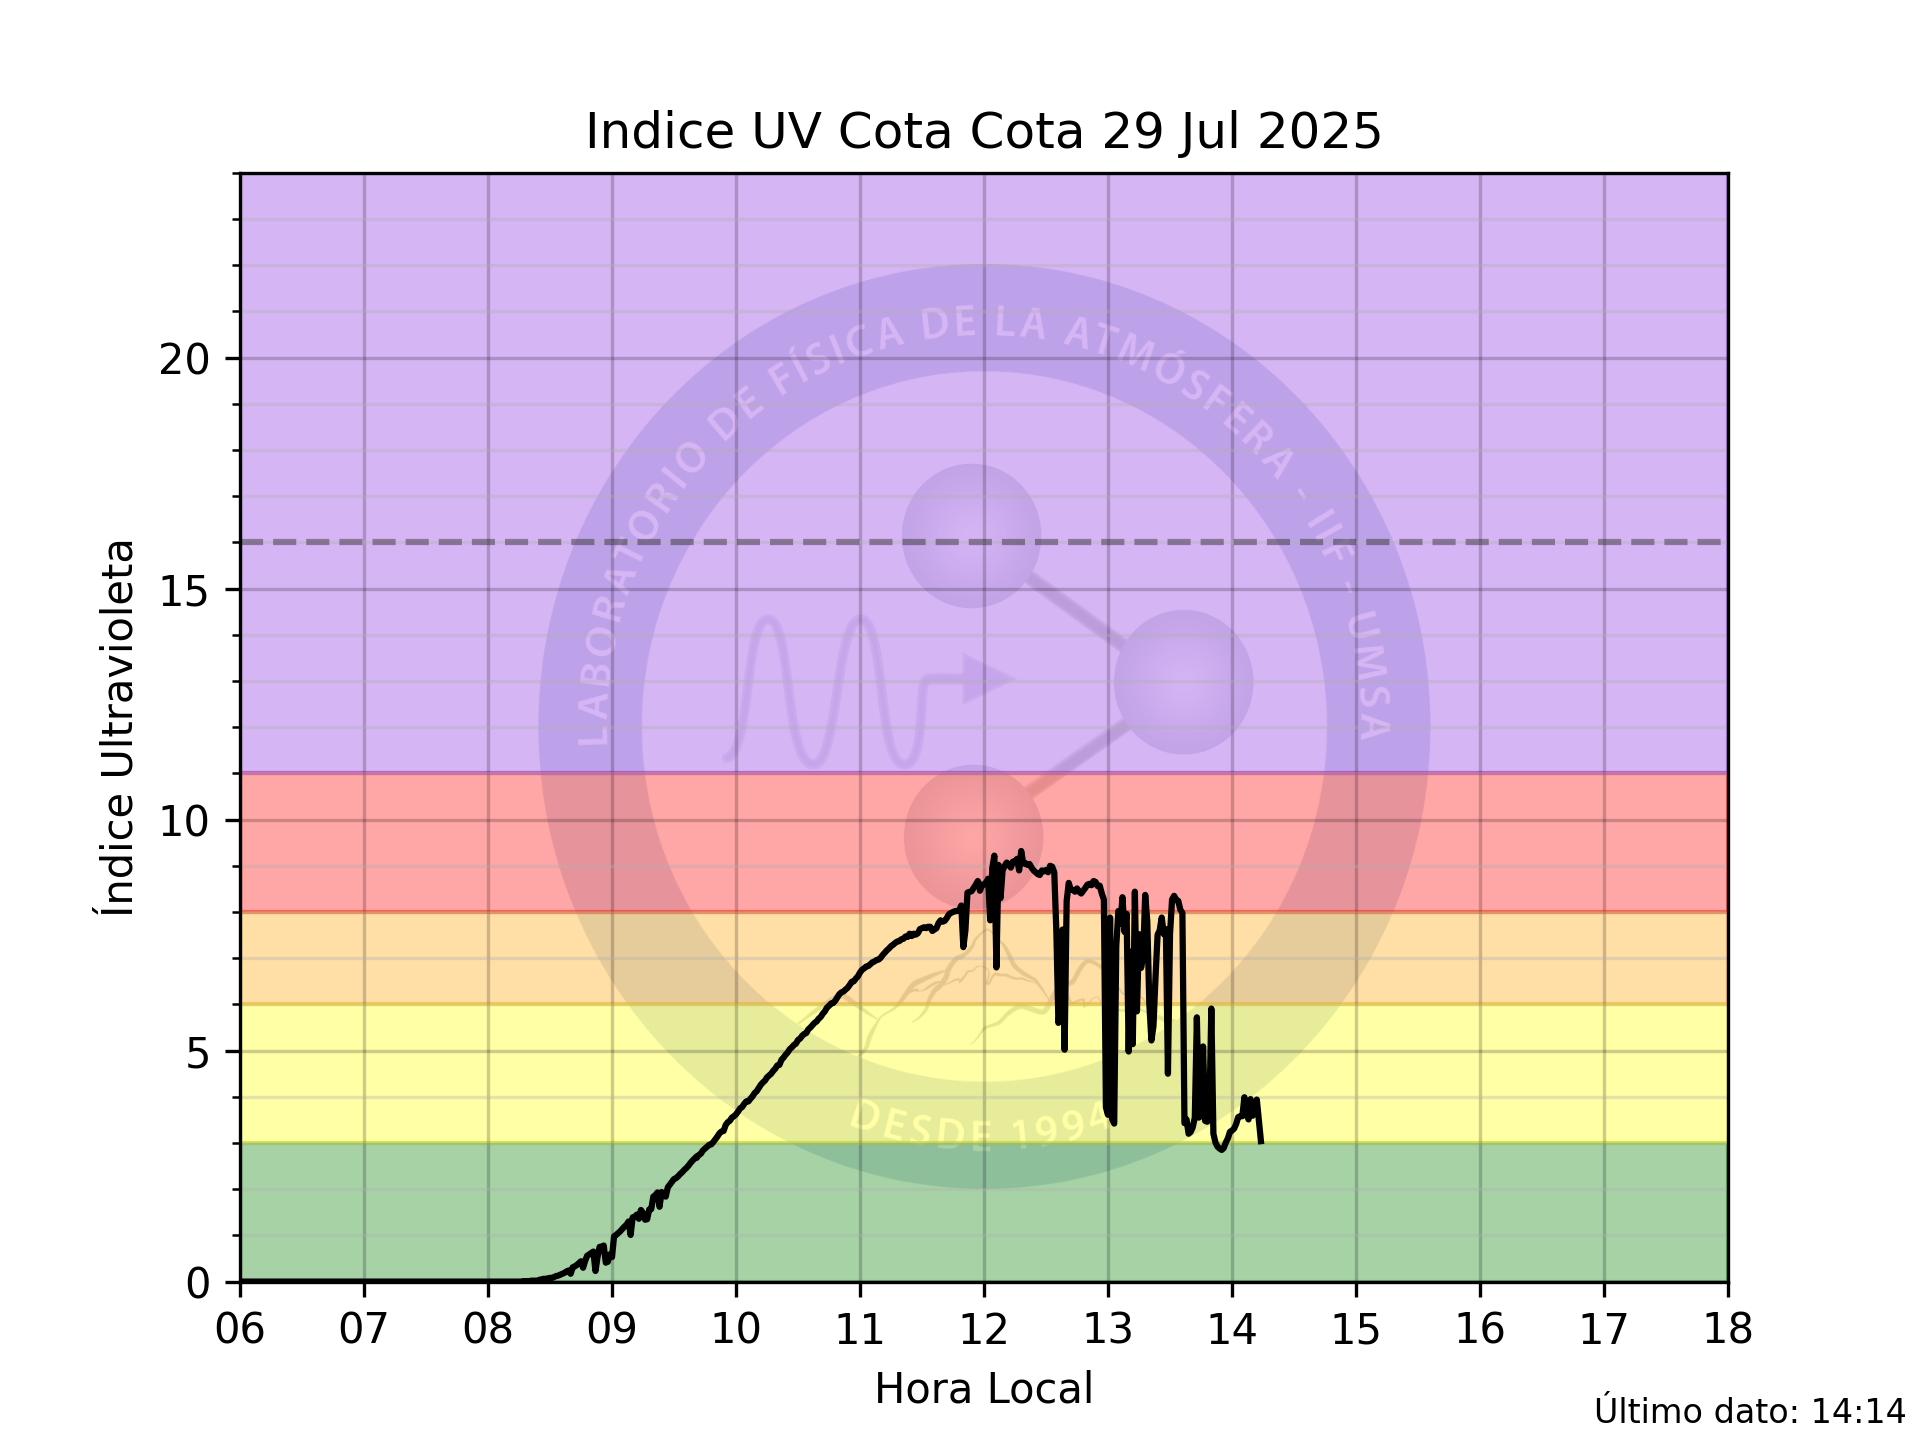 Indice UV Cota Cota 29 Jul 2025
Índice Ultravioleta
20
15
10
5
0
LABORATORIO DE FÍSICA DE LA ATMÓSFERA - IIF - UMSA
DESDE 1994
06 07 08 09 10 11 12 13 14 15 16 17 18
Hora Local
Último dato: 14:14